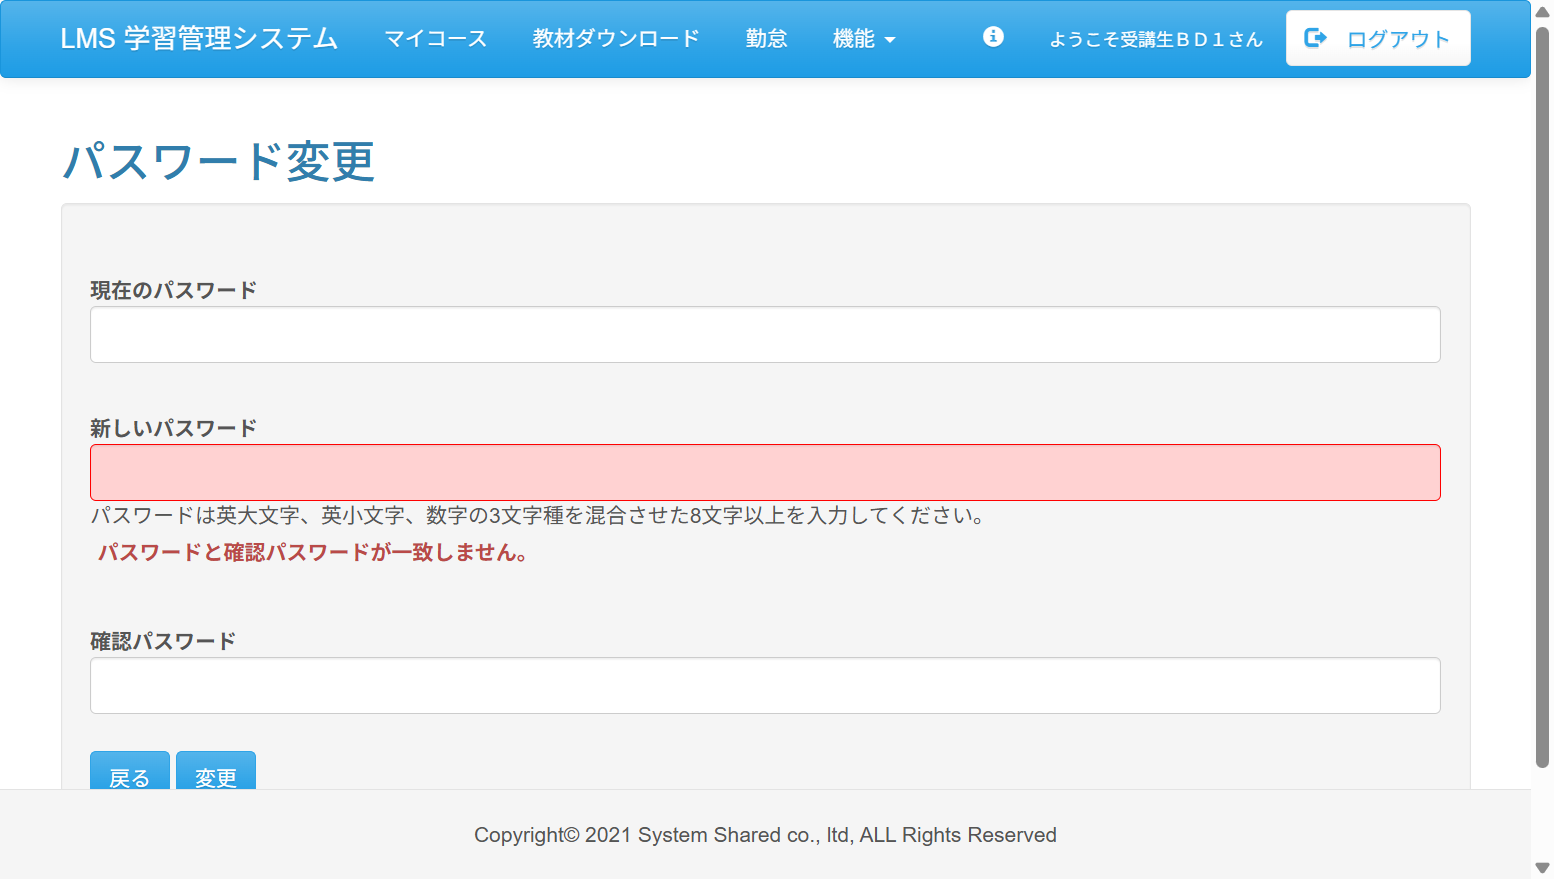 LMS 学習管理システム マイコース 教材ダウンロード 勤怠 機能 ようこそ受講生ＢＤ１さん ログアウト
パスワード変更
現在のパスワード
新しいパスワード
パスワードは英大文字、英小文字、数字の3文字種を混合させた8文字以上を入力してください。
パスワードと確認パスワードが一致しません。
確認パスワード
戻る 変更
Copyright© 2021 System Shared co., ltd, ALL Rights Reserved